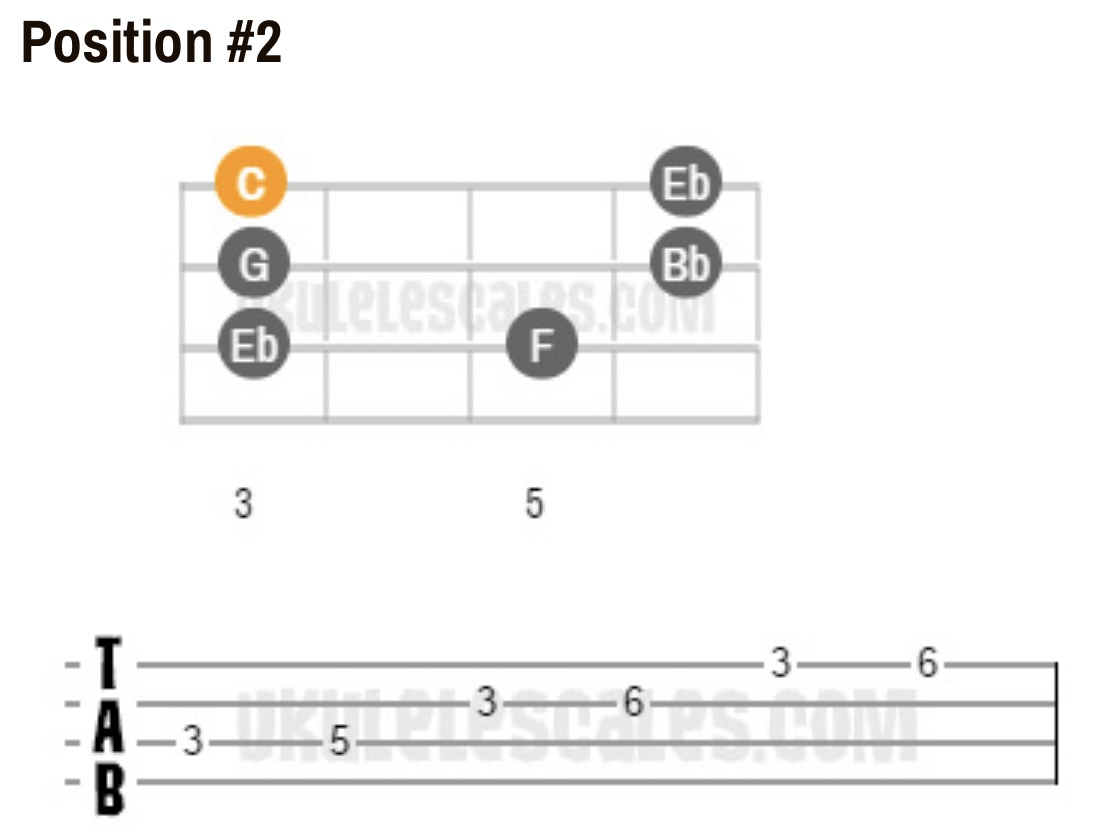 Position #2
C Eb
G Bb
UKULELESCALES.COM
Eb F
3 5
T 3 6
3 6
UKULELESCALES.COM
A 3 5
B